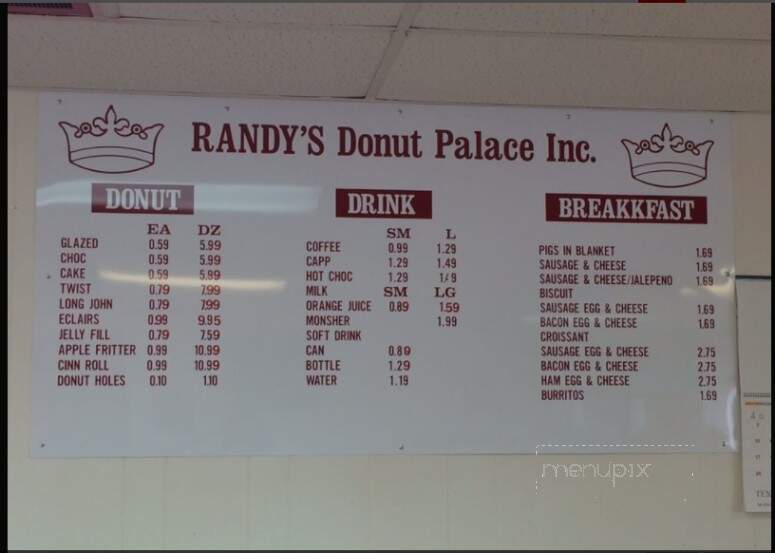 RANDY'S Donut Palace Inc.
DONUT
EA DZ
GLAZED 0.59 5.99
CHOC 0.59 5.99
CAKE 0.59 5.99
TWIST 0.79 7.99
LONG JOHN 0.79 7.99
ECLAIRS 0.99 9.95
JELLY FILL 0.79 7.59
APPLE FRITTER 0.99 10.99
CINN ROLL 0.99 10.99
DONUT HOLES 0.10 1.10
DRINK
SM L
COFFEE 0.99 1.29
CAPP 1.29 1.49
HOT CHOC 1.29
MILK SM LG
ORANGE JUICE 0.89 1.59
MONSHER 1.99
SOFT DRINK
CAN 0.80
BOTTLE 1.29
WATER 1.19
BREAKKFAST
PIGS IN BLANKET 1.69
SAUSAGE & CHEESE 1.69
SAUSAGE & CHEESE/JALEPENO 1.69
BISCUIT
SAUSAGE EGG & CHEESE 1.69
BACON EGG & CHEESE 1.69
CROISSANT
SAUSAGE EGG & CHEESE 2.75
BACON EGG & CHEESE 2.75
HAM EGG & CHEESE 2.75
BURRITOS 1.69
menupix